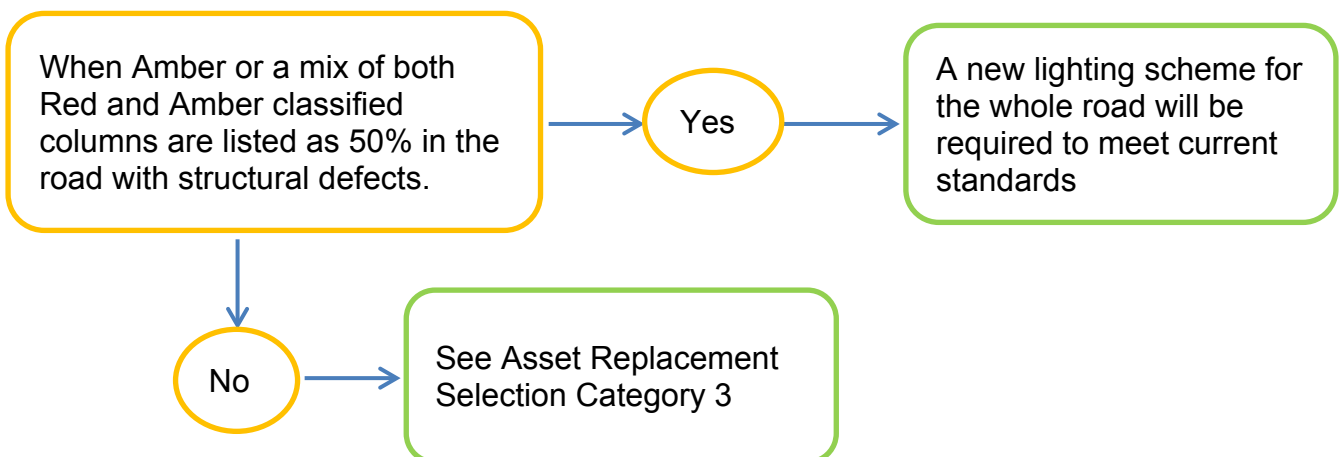 When Amber or a mix of both
Red and Amber classified
columns are listed as 50% in the
road with structural defects.
Yes
A new lighting scheme for
the whole road will be
required to meet current
standards
No
See Asset Replacement
Selection Category 3